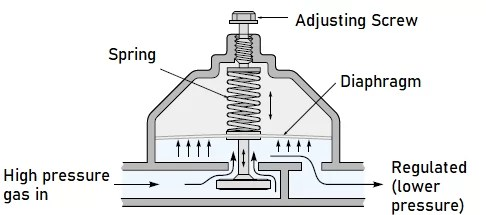 Adjusting Screw
Spring
Diaphragm
High pressure
gas in
Regulated
(lower
pressure)